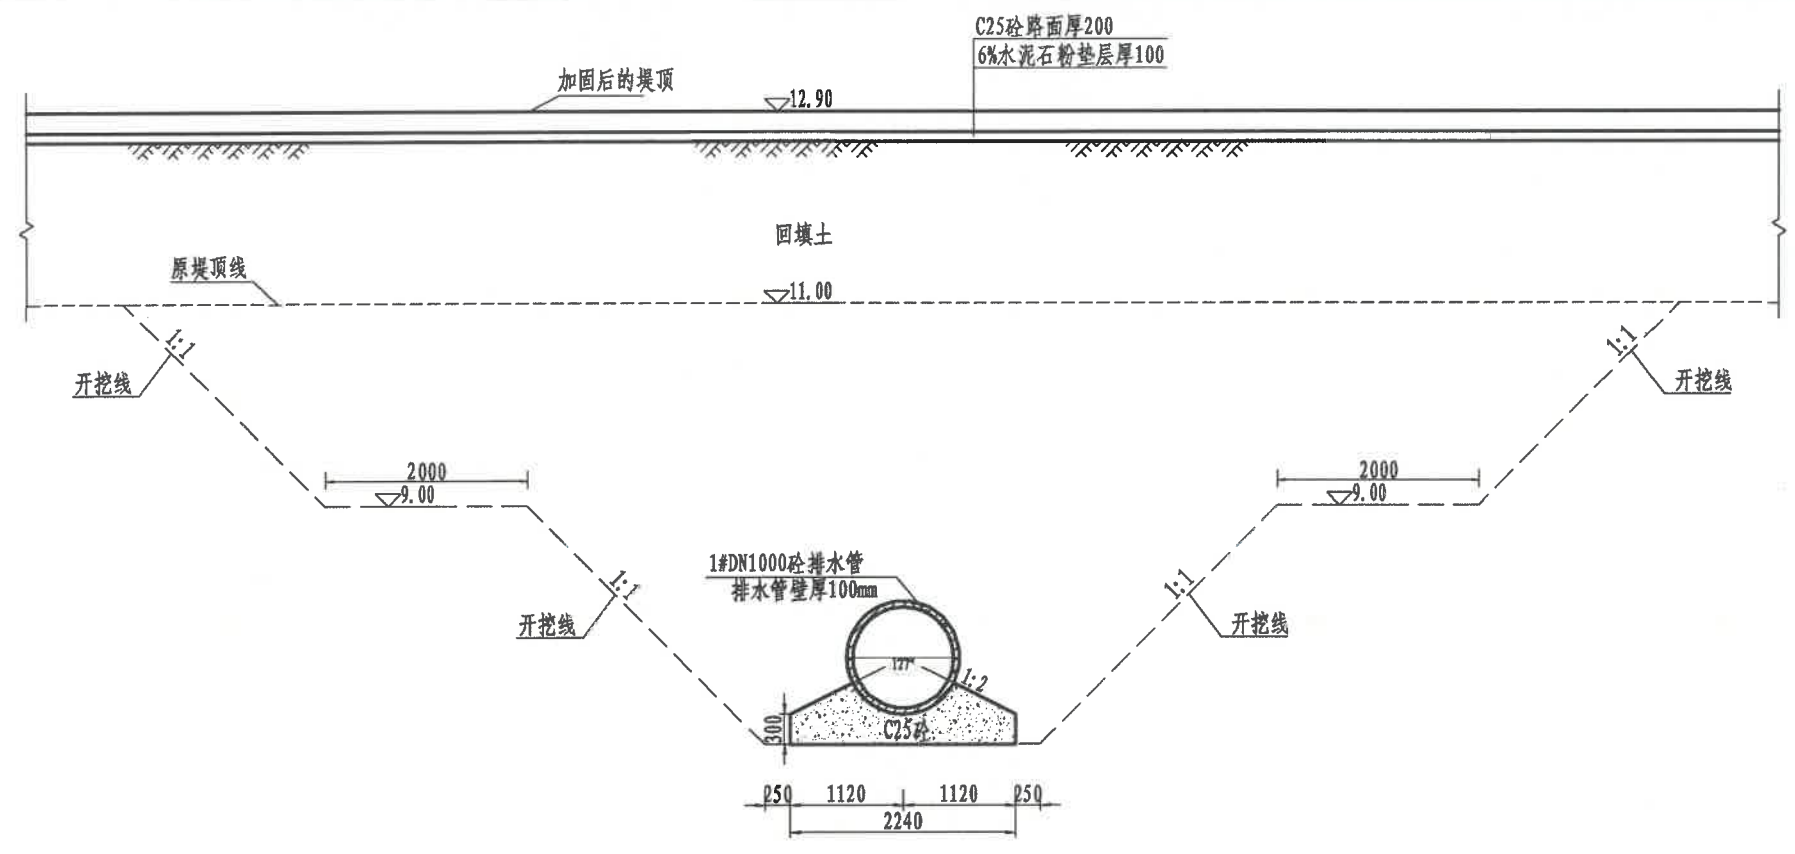 C25砼路面厚200
6%水泥石粉垫层厚100
加固后的堤顶
12.90
回填土
原堤顶线
11.00
1:1
1:1
开挖线
开挖线
2000
2000
9.00
9.00
1#DN1000砼排水管
排水管壁厚100mm
1:1
1:1
开挖线
开挖线
127°
1:2
300
C25砼
250
1120
1120
250
2240